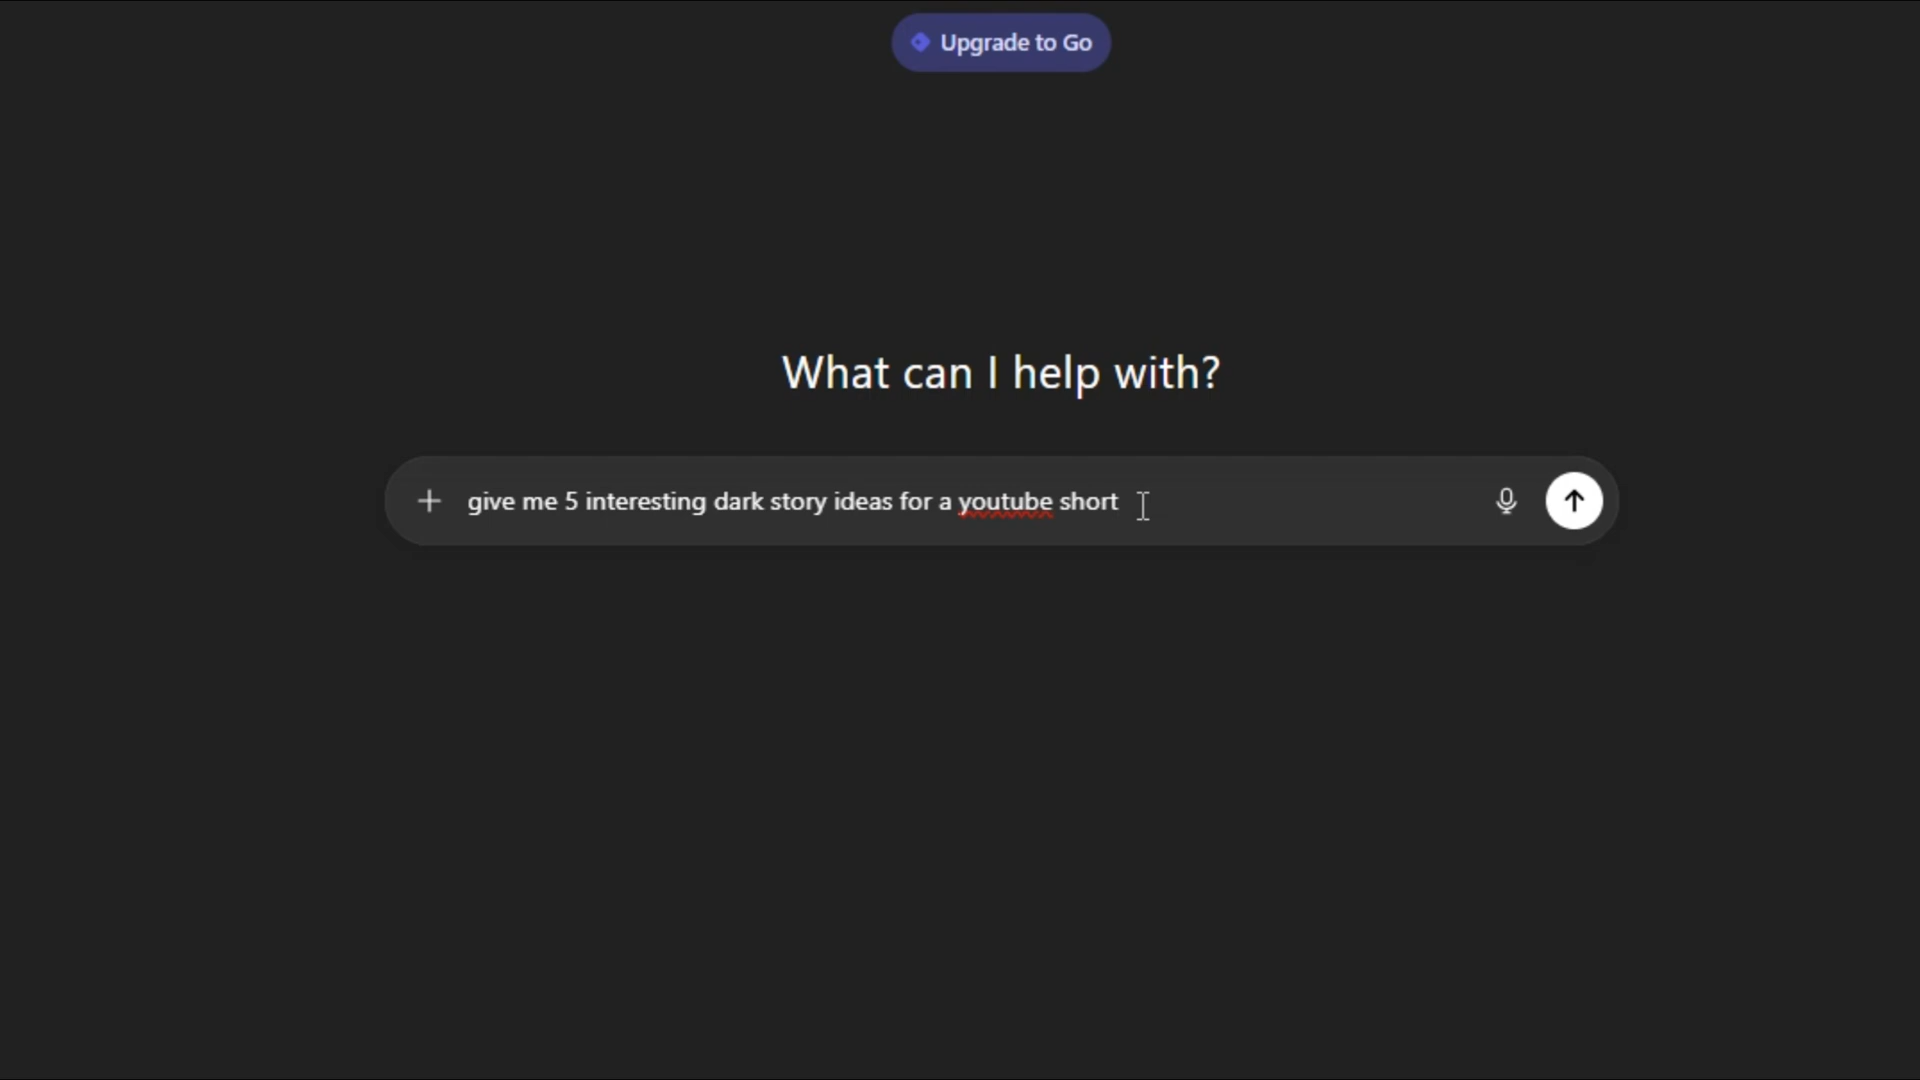 Upgrade to Go
What can I help with?
give me 5 interesting dark story ideas for a youtube short